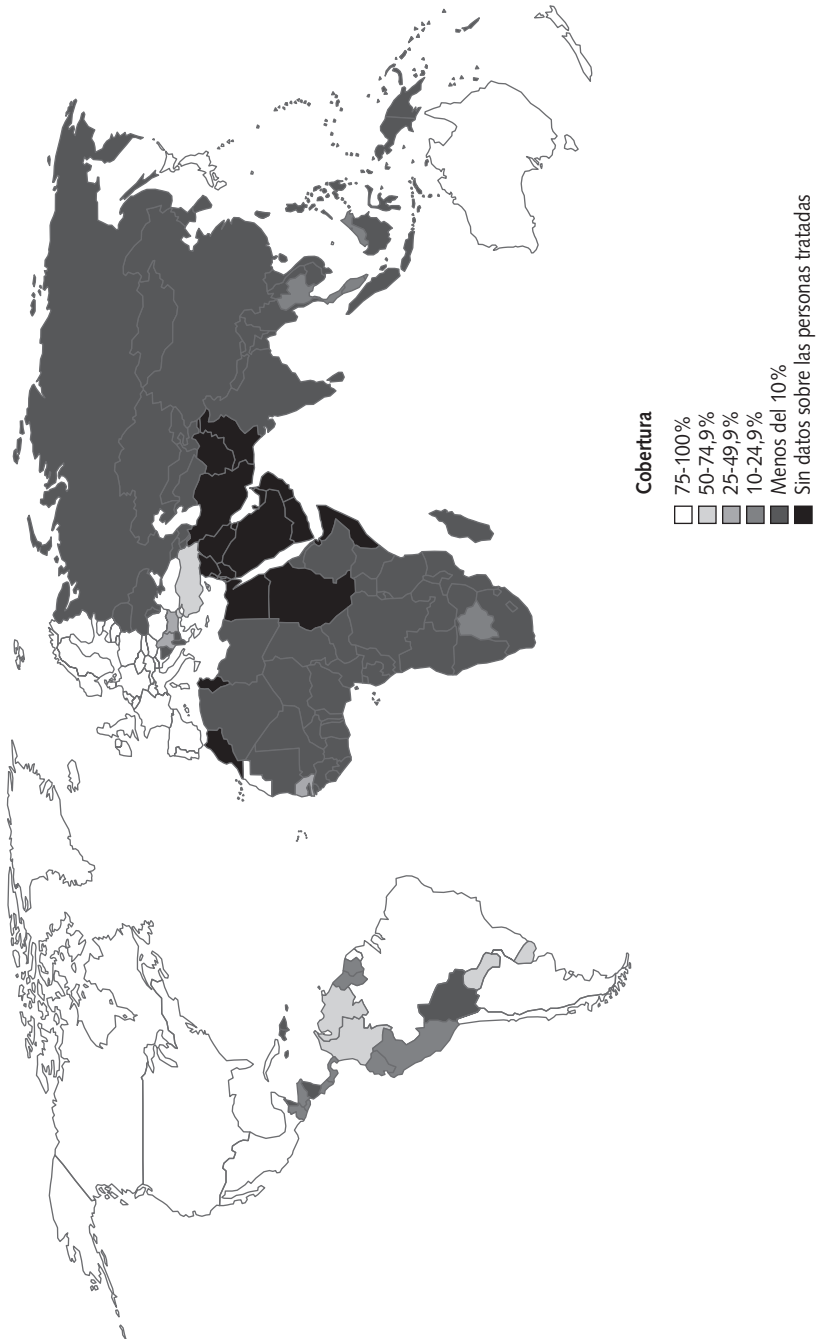 Cobertura
75-100%
50-74,9%
25-49,9%
10-24,9%
Menos del 10%
Sin datos sobre las personas tratadas